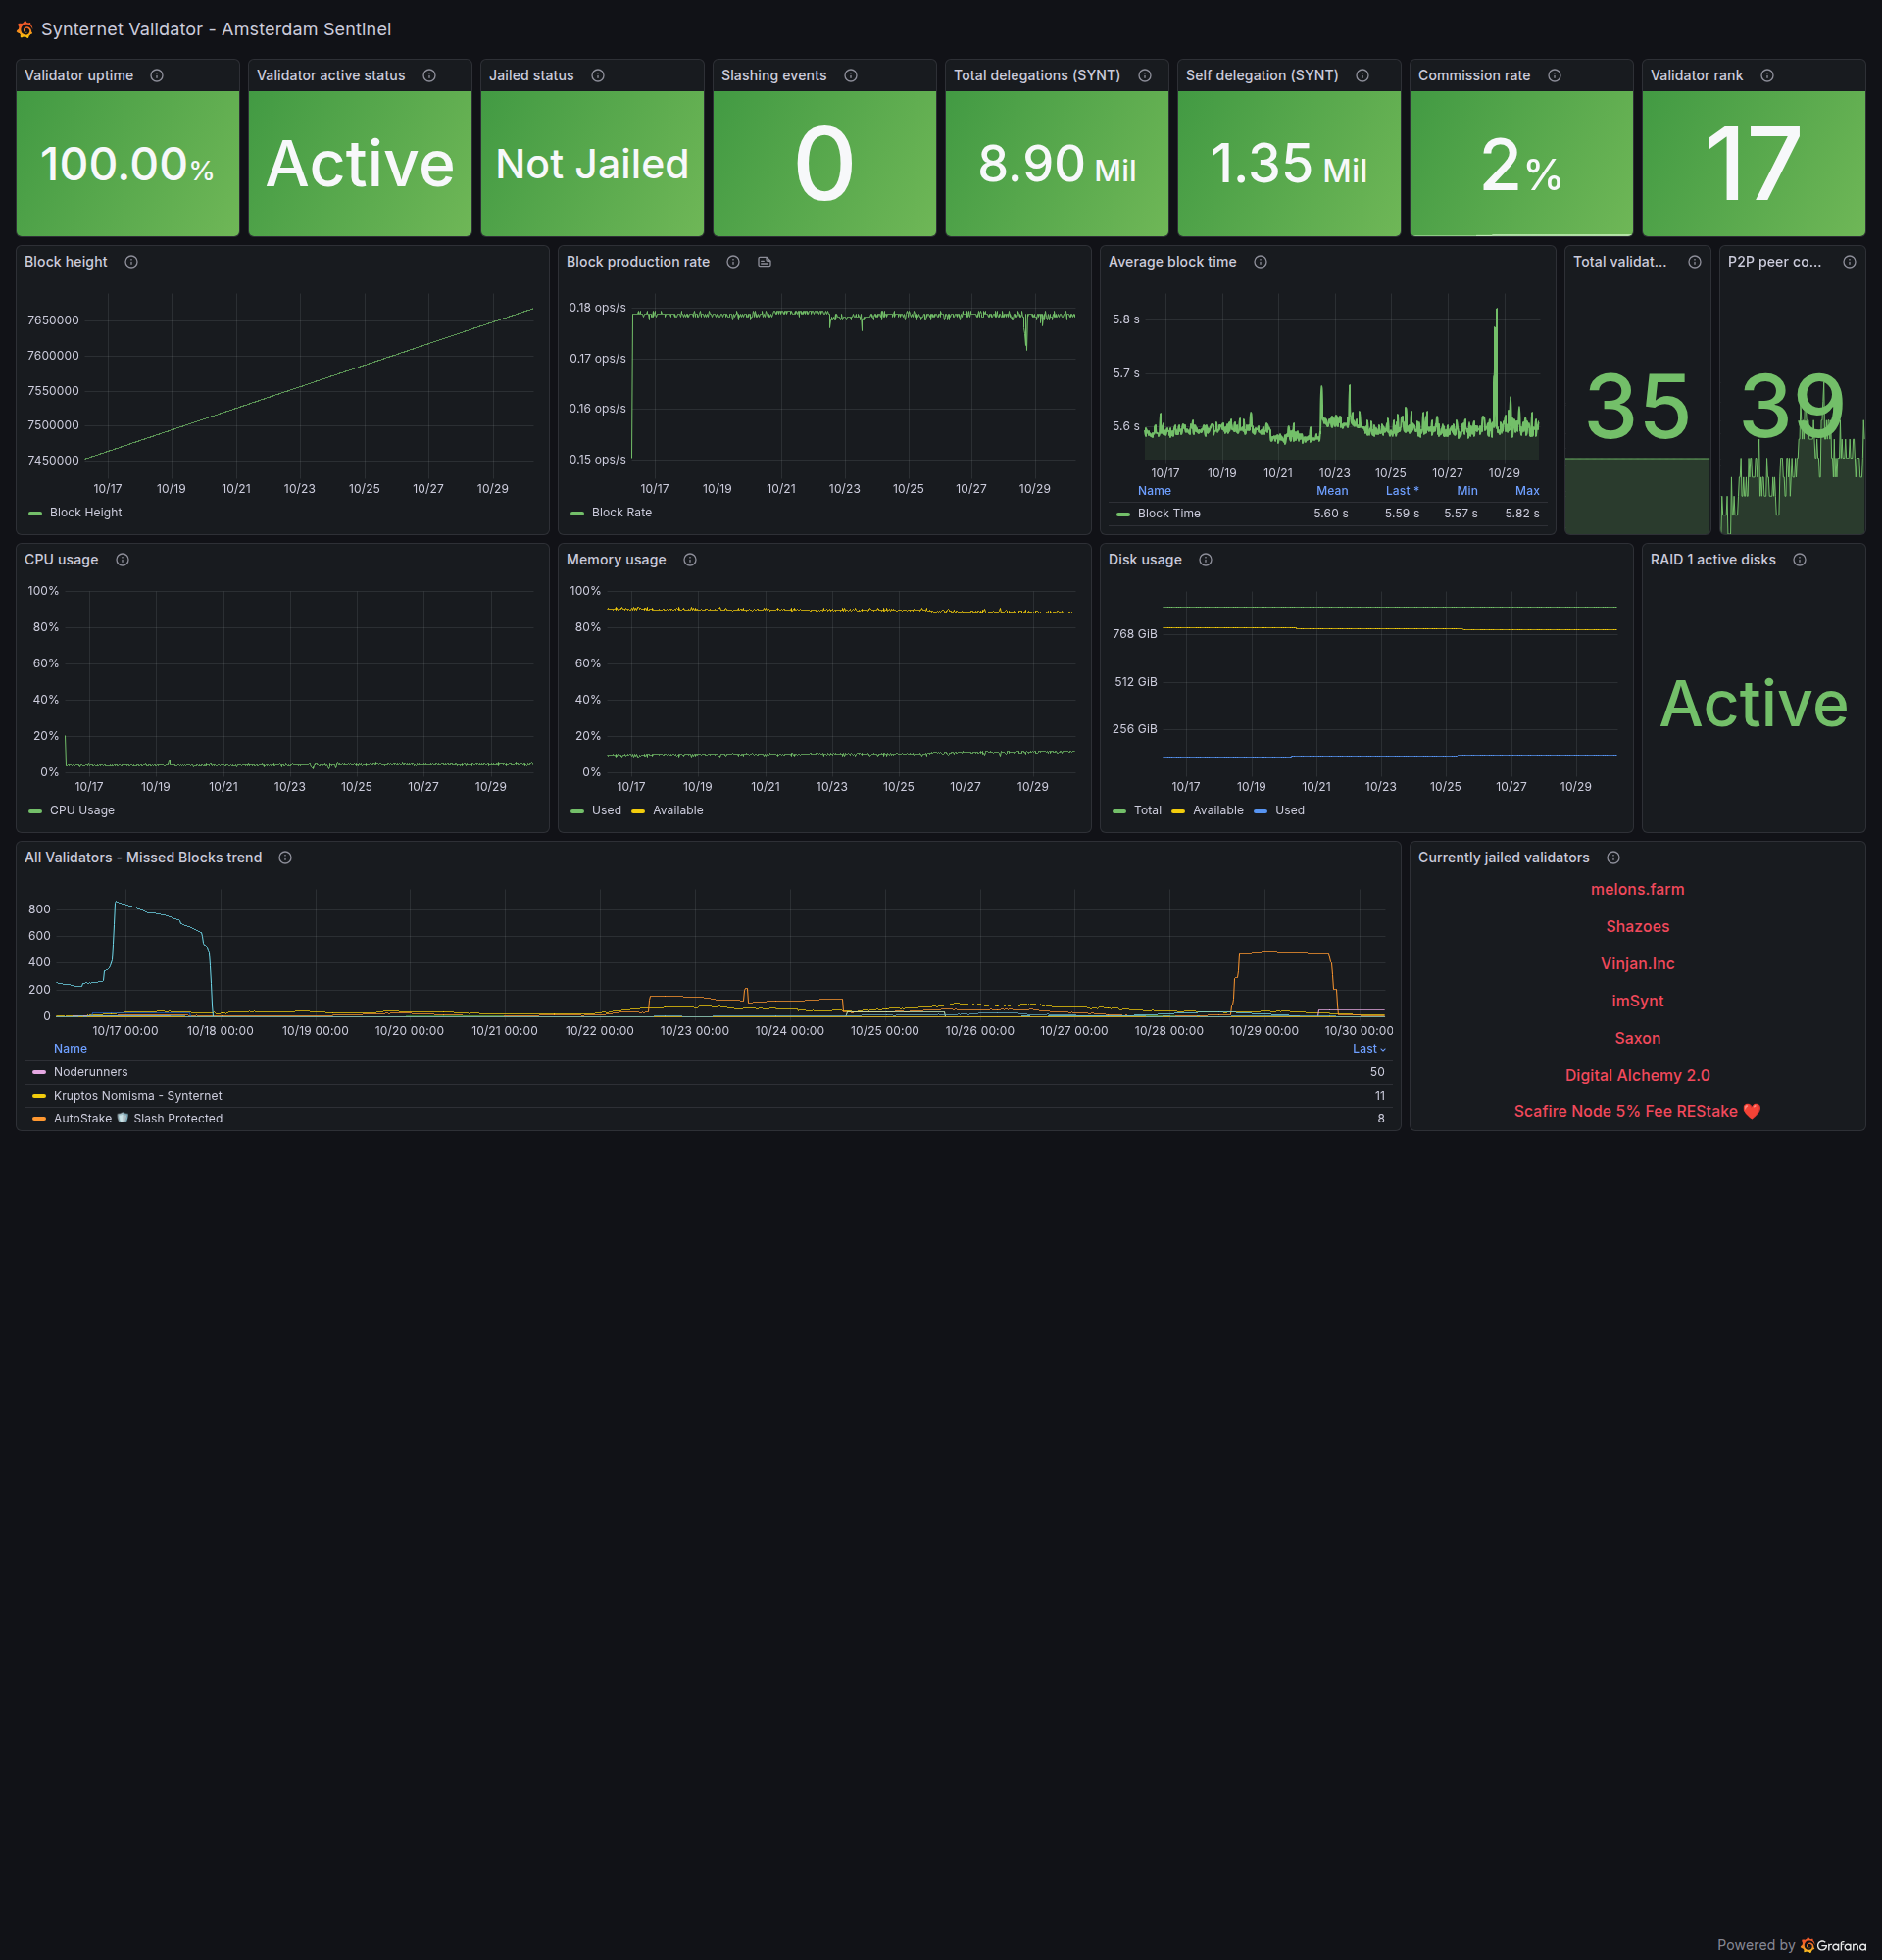 Synternet Validator - Amsterdam Sentinel
Validator uptime
100.00%
Validator active status
Active
Jailed status
Not Jailed
Slashing events
0
Total delegations (SYNT)
8.90 Mil
Self delegation (SYNT)
1.35 Mil
Commission rate
2%
Validator rank
17
Block height
7650000
7600000
7550000
7500000
7450000
10/17 10/19 10/21 10/23 10/25 10/27 10/29
Block Height
Block production rate
0.18 ops/s
0.17 ops/s
0.16 ops/s
0.15 ops/s
10/17 10/19 10/21 10/23 10/25 10/27 10/29
Block Rate
Average block time
5.8 s
5.7 s
5.6 s
10/17 10/19 10/21 10/23 10/25 10/27 10/29
Name Mean Last * Min Max
Block Time 5.60 s 5.59 s 5.57 s 5.82 s
Total validat...
35
P2P peer co...
39
CPU usage
100%
80%
60%
40%
20%
0%
10/17 10/19 10/21 10/23 10/25 10/27 10/29
CPU Usage
Memory usage
100%
80%
60%
40%
20%
0%
10/17 10/19 10/21 10/23 10/25 10/27 10/29
Used Available
Disk usage
768 GiB
512 GiB
256 GiB
10/17 10/19 10/21 10/23 10/25 10/27 10/29
Total Available Used
RAID 1 active disks
Active
All Validators - Missed Blocks trend
800
600
400
200
0
10/17 00:00 10/18 00:00 10/19 00:00 10/20 00:00 10/21 00:00 10/22 00:00 10/23 00:00 10/24 00:00 10/25 00:00 10/26 00:00 10/27 00:00 10/28 00:00 10/29 00:00 10/30 00:00
Name Last
Noderunners 50
Kruptos Nomisma - Synternet 11
AutoStake 🛡️ Slash Protected 8
Currently jailed validators
melons.farm
Shazoes
Vinjan.Inc
imSynt
Saxon
Digital Alchemy 2.0
Scafire Node 5% Fee REStake ❤️
Powered by Grafana